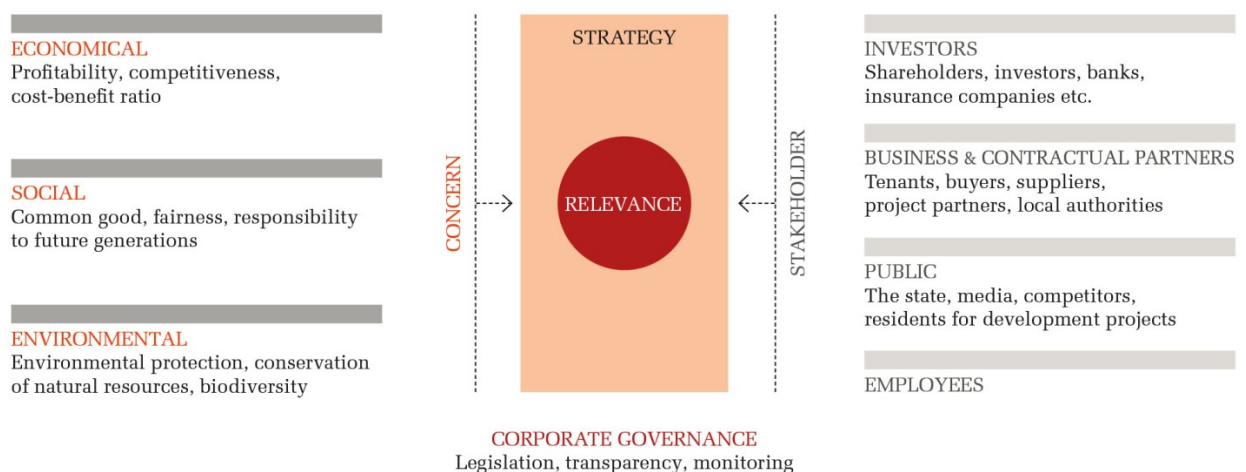 ECONOMICAL
Profitability, competitiveness,
cost-benefit ratio
SOCIAL
Common good, fairness, responsibility
to future generations
ENVIRONMENTAL
Environmental protection, conservation
of natural resources, biodiversity
CONCERN
STRATEGY
RELEVANCE
STAKEHOLDER
INVESTORS
Shareholders, investors, banks,
insurance companies etc.
BUSINESS & CONTRACTUAL PARTNERS
Tenants, buyers, suppliers,
project partners, local authorities
PUBLIC
The state, media, competitors,
residents for development projects
EMPLOYEES
CORPORATE GOVERNANCE
Legislation, transparency, monitoring